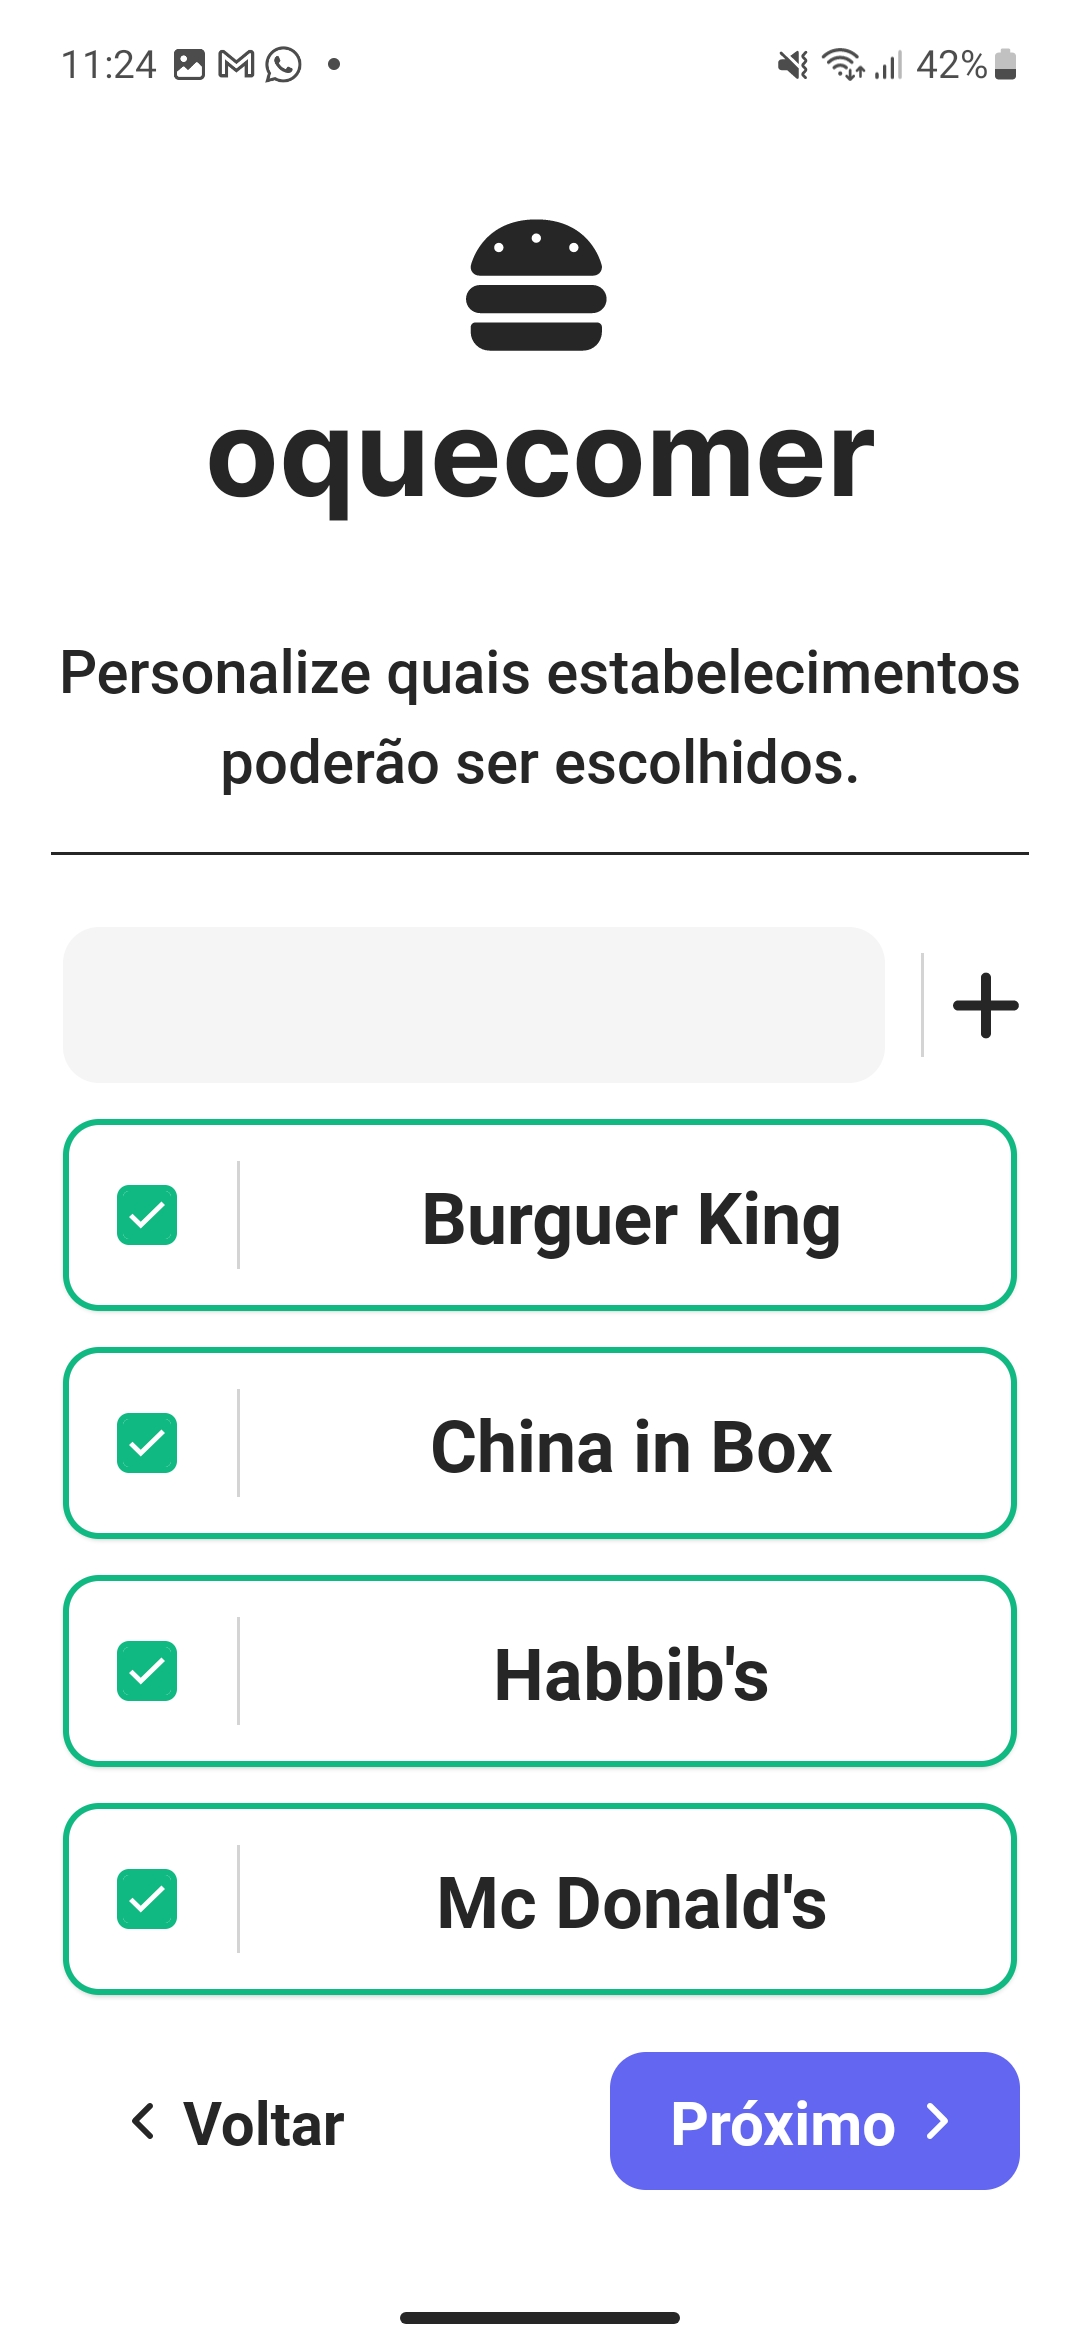 11:24
42%
oquecomer
Personalize quais estabelecimentos
poderão ser escolhidos.
Burguer King
China in Box
Habbib's
Mc Donald's
Voltar
Próximo